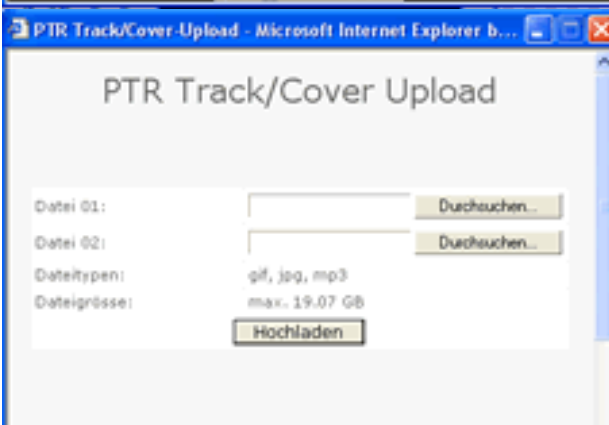 PTR Track/Cover-Upload - Microsoft Internet Explorer b...
PTR Track/Cover Upload
Datei 01: Durchsuchen...
Datei 02: Durchsuchen...
Dateitypen: gif, jpg, mp3
Dateigrösse: max. 19.07 GB
Hochladen